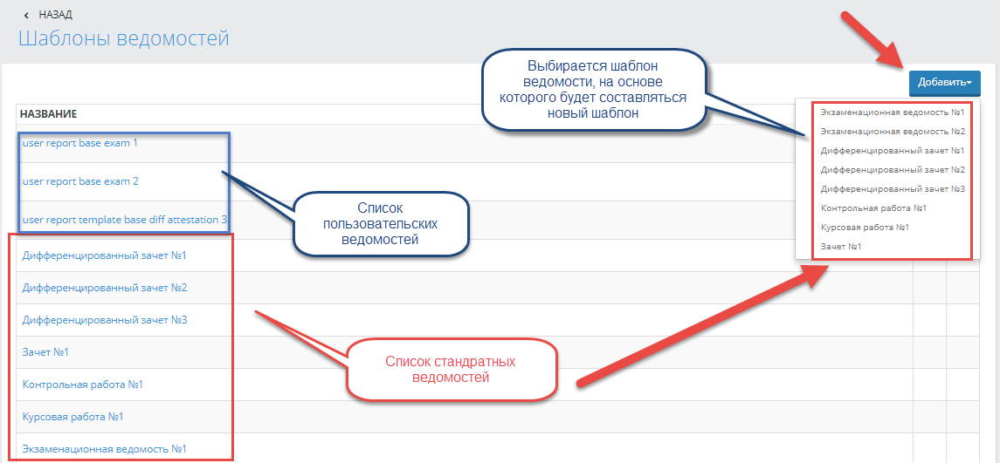 НАЗАД
Шаблоны ведомостей
Выбирается шаблон
ведомости, на основе
которого будет составляться
новый шаблон
Добавить
Экзаменационная ведомость №1
Экзаменационная ведомость №2
Дифференцированный зачет №1
Дифференцированный зачет №2
Дифференцированный зачет №3
Контрольная работа №1
Курсовая работа №1
Зачет №1
НАЗВАНИЕ
user report base exam 1
user report base exam 2
user report template base diff attestation 3
Список
пользовательских
ведомостей
Дифференцированный зачет №1
Дифференцированный зачет №2
Дифференцированный зачет №3
Зачет №1
Контрольная работа №1
Курсовая работа №1
Экзаменационная ведомость №1
Список стандратных
ведомостей